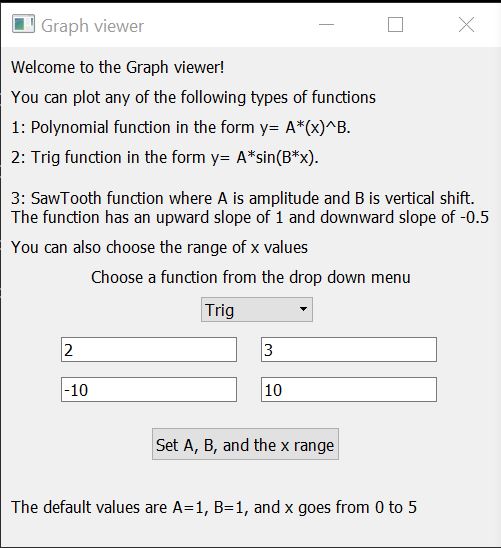 Graph viewer
Welcome to the Graph viewer!
You can plot any of the following types of functions
1: Polynomial function in the form y= A*(x)^B.
2: Trig function in the form y= A*sin(B*x).
3: SawTooth function where A is amplitude and B is vertical shift.
The function has an upward slope of 1 and downward slope of -0.5
You can also choose the range of x values
Choose a function from the drop down menu
Trig
2 3
-10 10
Set A, B, and the x range
The default values are A=1, B=1, and x goes from 0 to 5